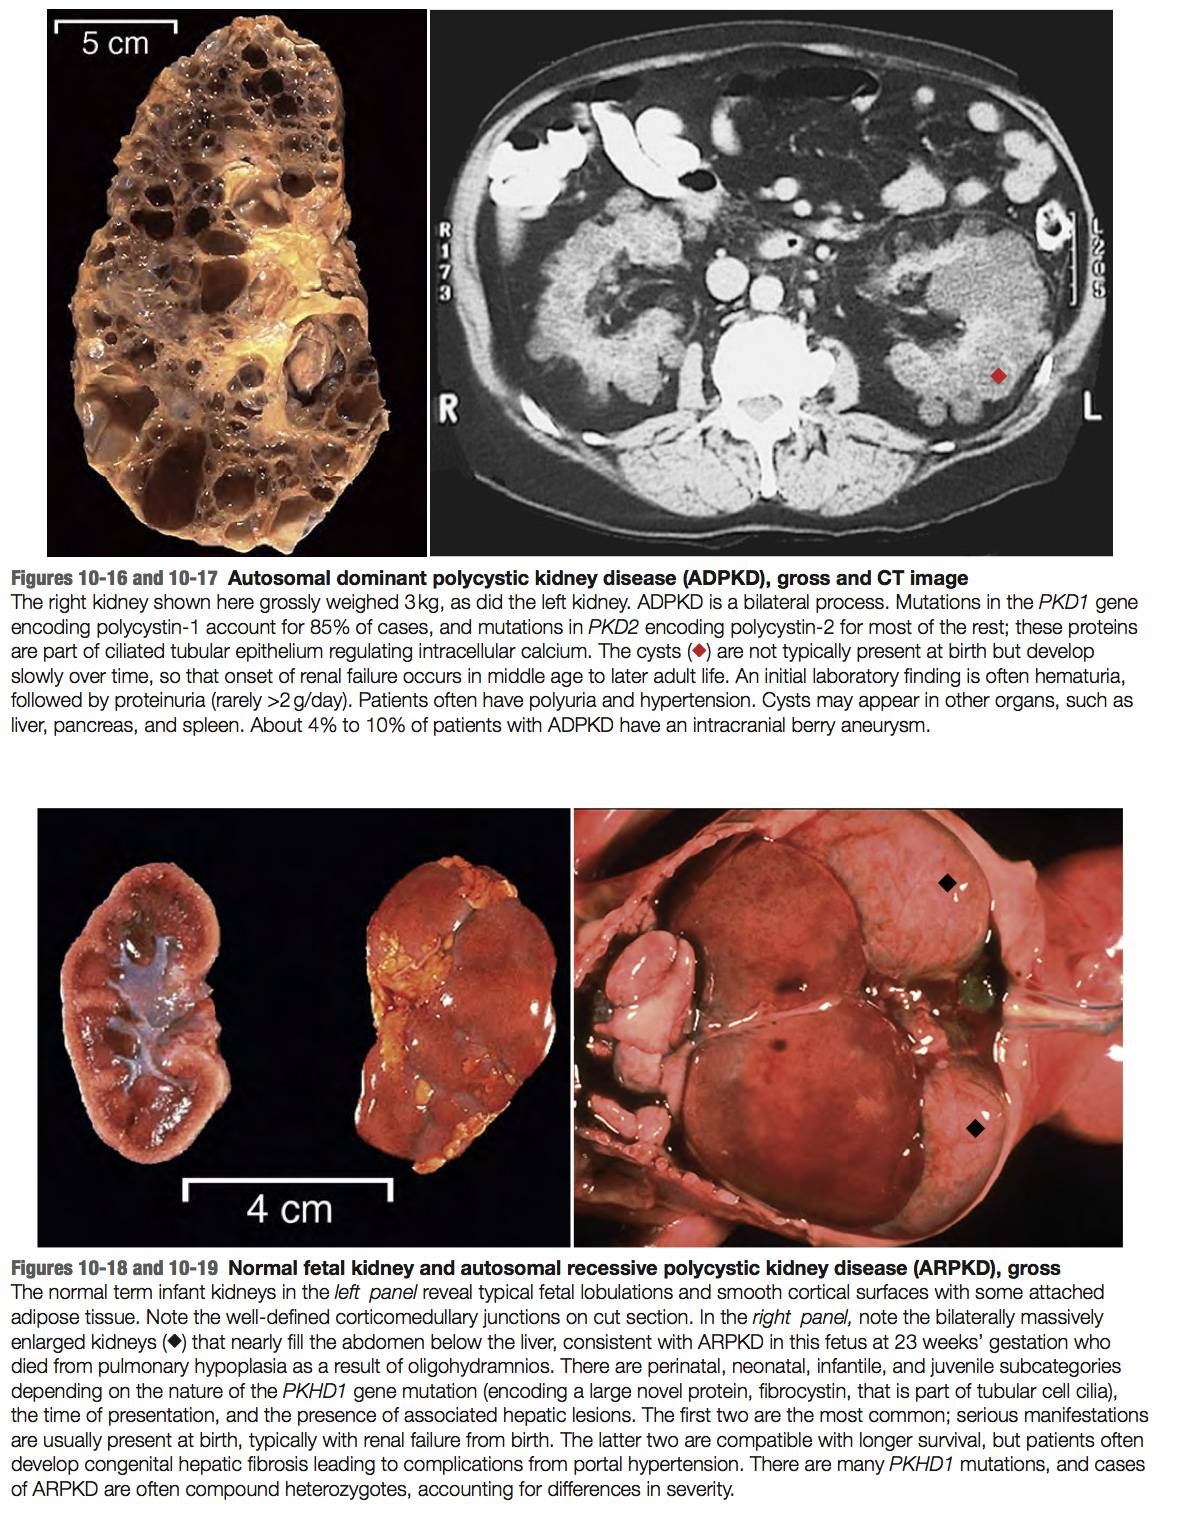 5 cm
R
1
7
3
L
2
0
5
R
L
Figures 10-16 and 10-17 Autosomal dominant polycystic kidney disease (ADPKD), gross and CT image
The right kidney shown here grossly weighed 3 kg, as did the left kidney. ADPKD is a bilateral process. Mutations in the PKD1 gene
encoding polycystin-1 account for 85% of cases, and mutations in PKD2 encoding polycystin-2 for most of the rest; these proteins
are part of ciliated tubular epithelium regulating intracellular calcium. The cysts (◆) are not typically present at birth but develop
slowly over time, so that onset of renal failure occurs in middle age to later adult life. An initial laboratory finding is often hematuria,
followed by proteinuria (rarely >2 g/day). Patients often have polyuria and hypertension. Cysts may appear in other organs, such as
liver, pancreas, and spleen. About 4% to 10% of patients with ADPKD have an intracranial berry aneurysm.
4 cm
Figures 10-18 and 10-19 Normal fetal kidney and autosomal recessive polycystic kidney disease (ARPKD), gross
The normal term infant kidneys in the left panel reveal typical fetal lobulations and smooth cortical surfaces with some attached
adipose tissue. Note the well-defined corticomedullary junctions on cut section. In the right panel, note the bilaterally massively
enlarged kidneys (◆) that nearly fill the abdomen below the liver, consistent with ARPKD in this fetus at 23 weeks' gestation who
died from pulmonary hypoplasia as a result of oligohydramnios. There are perinatal, neonatal, infantile, and juvenile subcategories
depending on the nature of the PKHD1 gene mutation (encoding a large novel protein, fibrocystin, that is part of tubular cell cilia),
the time of presentation, and the presence of associated hepatic lesions. The first two are the most common; serious manifestations
are usually present at birth, typically with renal failure from birth. The latter two are compatible with longer survival, but patients often
develop congenital hepatic fibrosis leading to complications from portal hypertension. There are many PKHD1 mutations, and cases
of ARPKD are often compound heterozygotes, accounting for differences in severity.